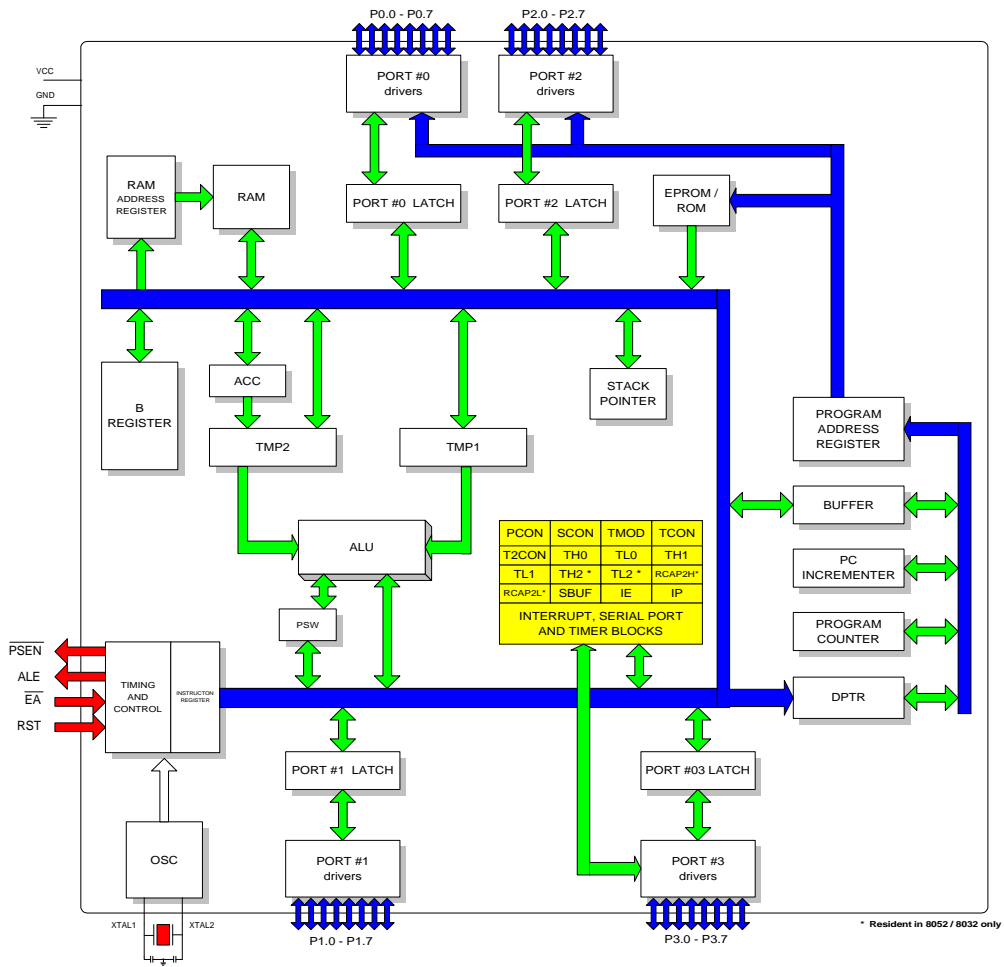 P0.0 - P0.7
P2.0 - P2.7
VCC
GND
PORT #0
drivers
PORT #2
drivers
RAM
ADDRESS
REGISTER
RAM
PORT #0 LATCH
PORT #2 LATCH
EPROM /
ROM
B
REGISTER
ACC
TMP2
TMP1
STACK
POINTER
PROGRAM
ADDRESS
REGISTER
BUFFER
ALU
PCON SCON TMOD TCON
T2CON TH0 TL0 TH1
TL1 TH2 * TL2 * RCAP2H*
RCAP2L* SBUF IE IP
INTERRUPT, SERIAL PORT
AND TIMER BLOCKS
PC
INCREMENTER
PSW
PROGRAM
COUNTER
PSEN
ALE
EA
RST
TIMING
AND
CONTROL
INSTRUCTON
REGISTER
DPTR
PORT #1 LATCH
PORT #03 LATCH
OSC
PORT #1
drivers
PORT #3
drivers
XTAL1
XTAL2
P1.0 - P1.7
P3.0 - P3.7
* Resident in 8052 / 8032 only